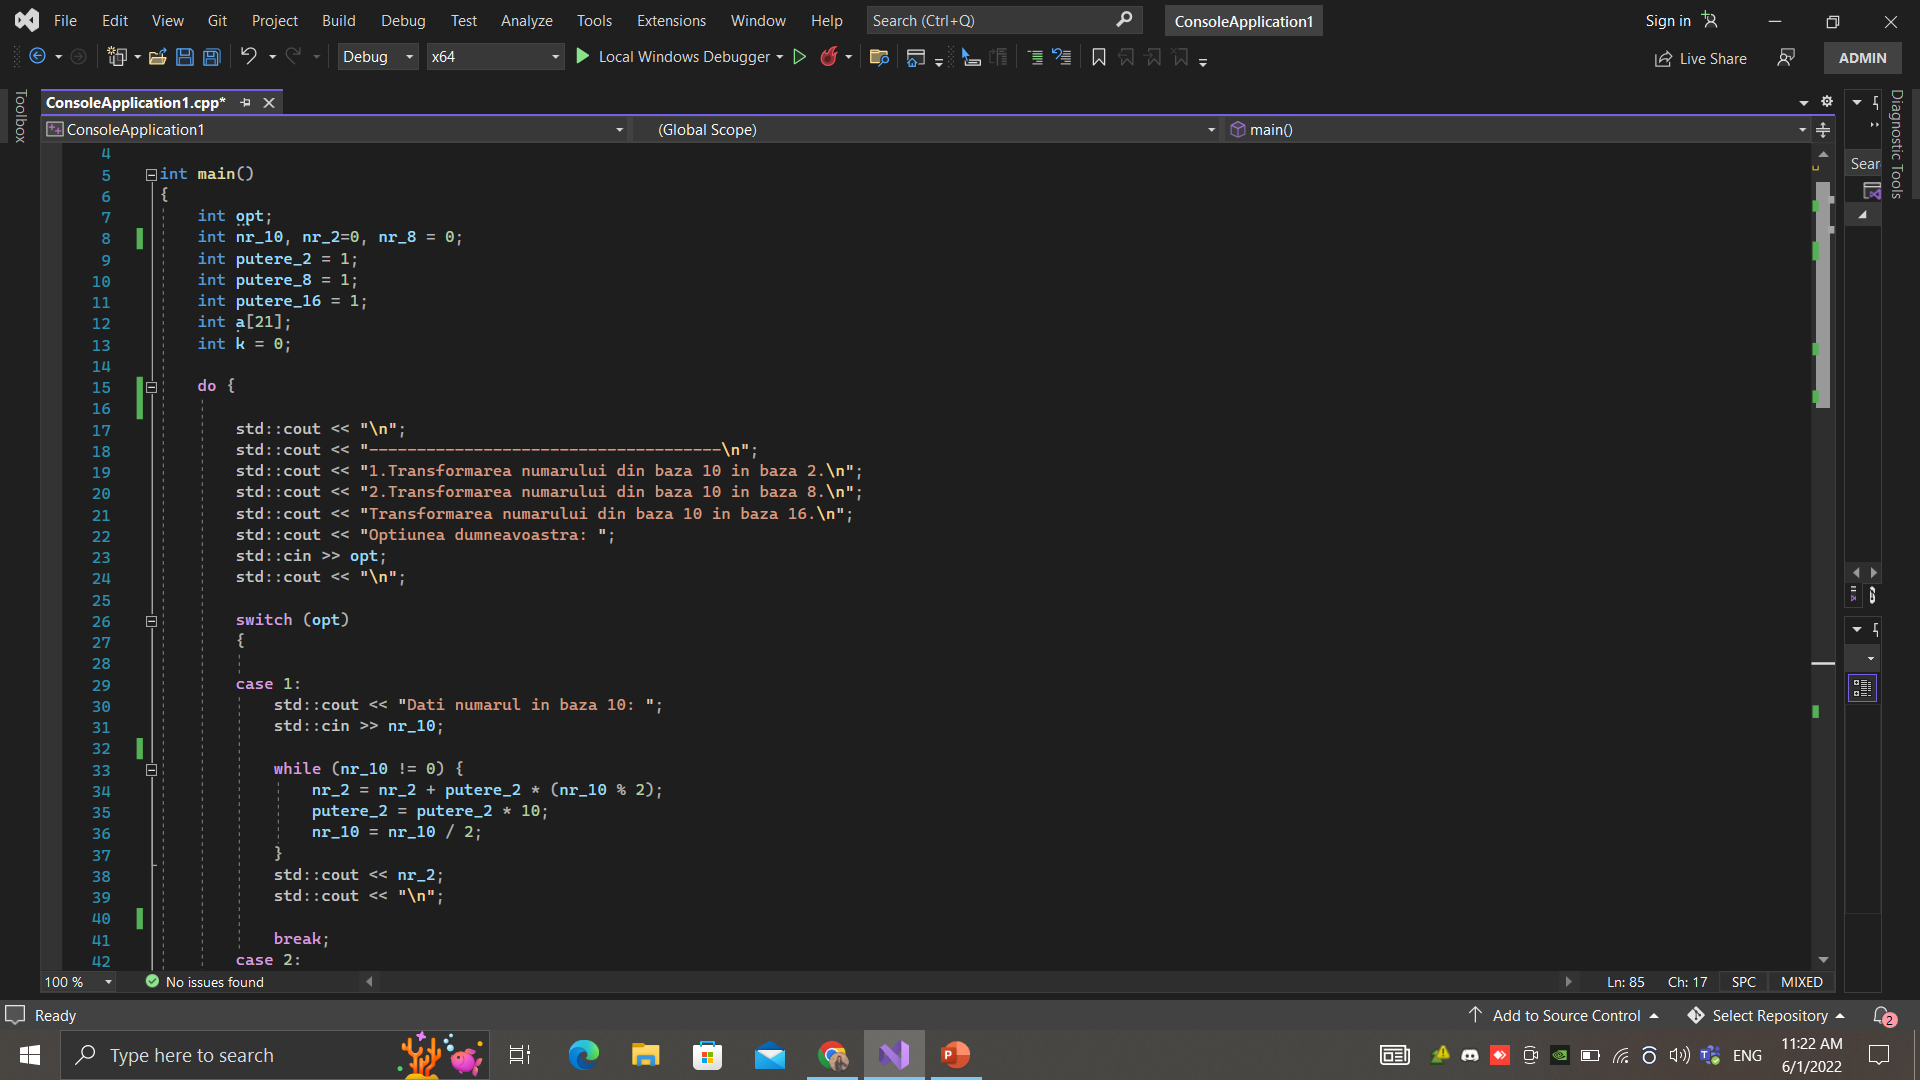 File Edit View Git Project Build Debug Test Analyze Tools Extensions Window Help Search (Ctrl+Q) ConsoleApplication1 Sign in
Debug x64 Local Windows Debugger Live Share ADMIN
Toolbox
ConsoleApplication1.cpp*
ConsoleApplication1 (Global Scope) main()
Diagnostic Tools
Sear
4
5 int main()
6 {
7 int opt;
8 int nr_10, nr_2=0, nr_8 = 0;
9 int putere_2 = 1;
10 int putere_8 = 1;
11 int putere_16 = 1;
12 int a[21];
13 int k = 0;
14
15 do {
16
17 std::cout << "\n";
18 std::cout << "-------------------------------------\n";
19 std::cout << "1.Transformarea numarului din baza 10 in baza 2.\n";
20 std::cout << "2.Transformarea numarului din baza 10 in baza 8.\n";
21 std::cout << "Transformarea numarului din baza 10 in baza 16.\n";
22 std::cout << "Optiunea dumneavoastra: ";
23 std::cin >> opt;
24 std::cout << "\n";
25
26 switch (opt)
27 {
28
29 case 1:
30 std::cout << "Dati numarul in baza 10: ";
31 std::cin >> nr_10;
32
33 while (nr_10 != 0) {
34 nr_2 = nr_2 + putere_2 * (nr_10 % 2);
35 putere_2 = putere_2 * 10;
36 nr_10 = nr_10 / 2;
37 }
38 std::cout << nr_2;
39 std::cout << "\n";
40
41 break;
42 case 2:
100 % No issues found Ln: 85 Ch: 17 SPC MIXED
Ready Add to Source Control Select Repository 2
Type here to search ENG 11:22 AM
6/1/2022